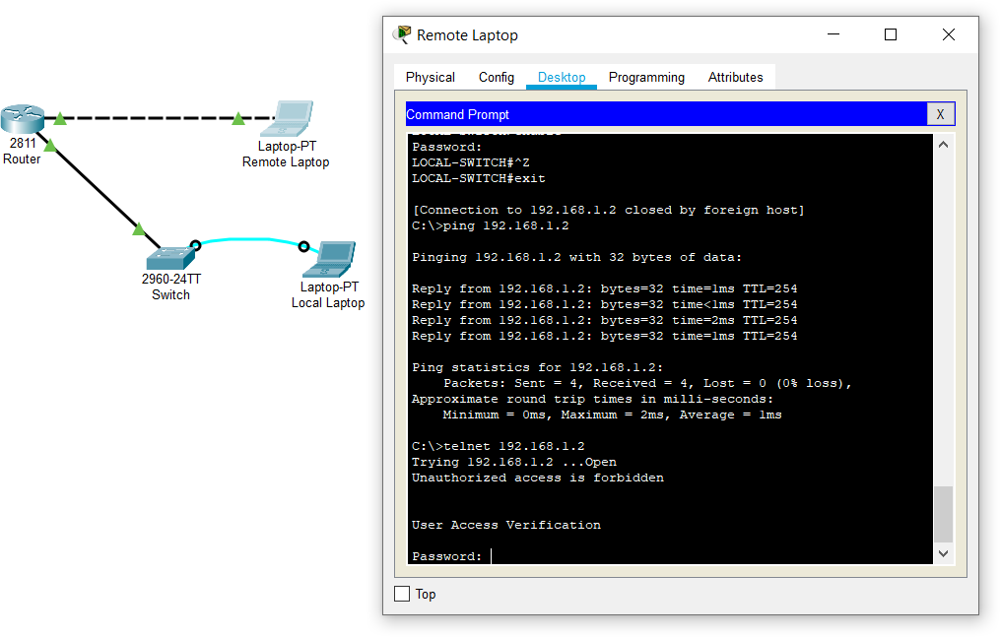 2811
Router
Laptop-PT
Remote Laptop
2960-24TT
Switch
Laptop-PT
Local Laptop
Remote Laptop
Physical Config Desktop Programming Attributes
Command Prompt X
Password:
LOCAL-SWITCH#^Z
LOCAL-SWITCH#exit
[Connection to 192.168.1.2 closed by foreign host]
C:\>ping 192.168.1.2
Pinging 192.168.1.2 with 32 bytes of data:
Reply from 192.168.1.2: bytes=32 time=1ms TTL=254
Reply from 192.168.1.2: bytes=32 time<1ms TTL=254
Reply from 192.168.1.2: bytes=32 time=2ms TTL=254
Reply from 192.168.1.2: bytes=32 time=1ms TTL=254
Ping statistics for 192.168.1.2:
Packets: Sent = 4, Received = 4, Lost = 0 (0% loss),
Approximate round trip times in milli-seconds:
Minimum = 0ms, Maximum = 2ms, Average = 1ms
C:\>telnet 192.168.1.2
Trying 192.168.1.2 ...Open
Unauthorized access is forbidden
User Access Verification
Password:
Top